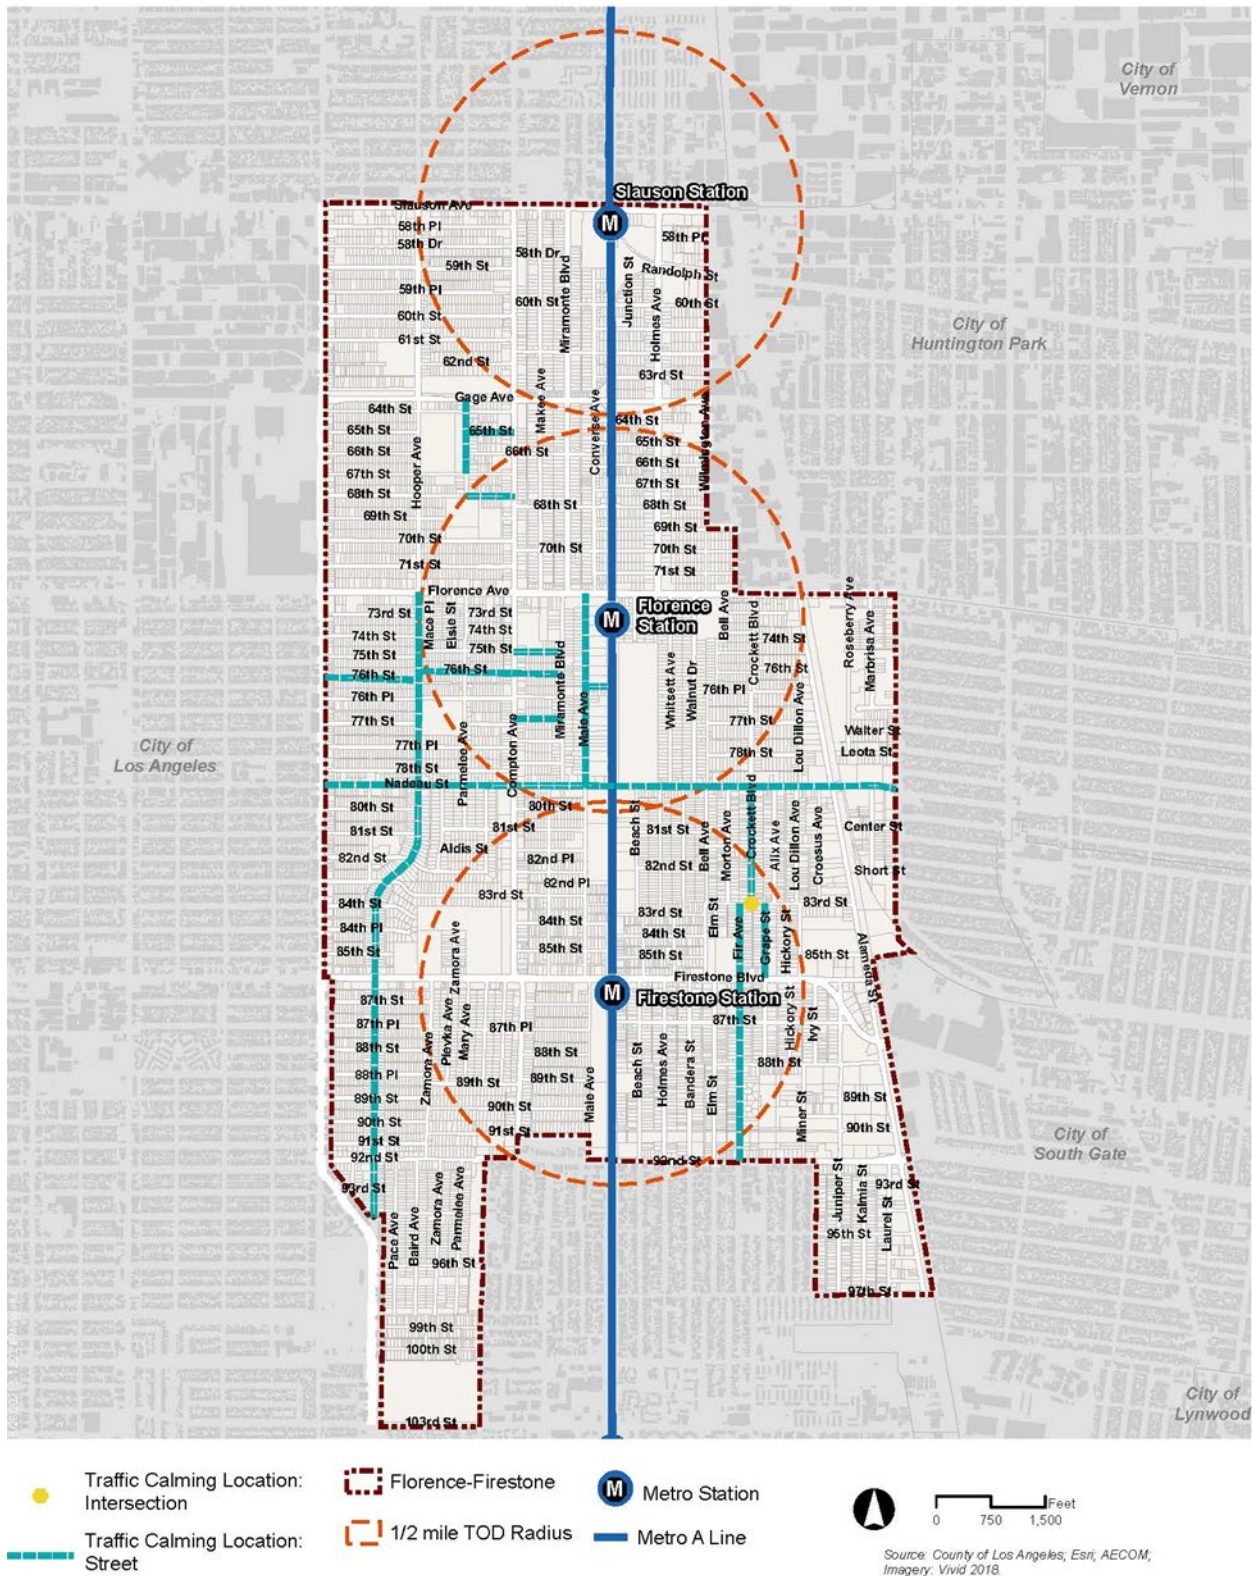 City of
Vernon
Slauson Station
Slauson Ave
58th Pl
58th Dr
58th Dr
58th Pl
59th St
Randolph St
59th Pl
60th St
60th St
60th St
Miramonte Blvd
Junction St
Holmes Ave
City of
Huntington Park
61st St
62nd St
63rd St
Gage Ave
Makee Ave
64th St
Converse Ave
64th St
Wilmington Ave
65th St
65th St
65th St
66th St
66th St
66th St
Hooper Ave
67th St
67th St
68th St
68th St
68th St
69th St
69th St
70th St
70th St
70th St
71st St
71st St
Florence Ave
Florence
Station
73rd St
Mace Pl
Elsie St
73rd St
Bell Ave
Crockett Blvd
Roseberry Ave
Marbrisa Ave
74th St
74th St
74th St
75th St
75th St
76th St
76th St
76th St
Miramonte Blvd
Male Ave
Whitsett Ave
Walnut Dr
76th Pl
76th Pl
Lou Dillon Ave
77th St
77th St
Walter St
City of
Los Angeles
77th Pl
Parmelee Ave
Compton Ave
78th St
Leota St
78th St
Nadeau St
80th St
80th St
Beach St
Crockett Blvd
81st St
81st St
81st St
Bell Ave
Morton Ave
Alix Ave
Lou Dillon Ave
Croesus Ave
Center St
82nd St
Aldis St
82nd Pl
82nd St
Short St
82nd Pl
83rd St
84th St
83rd St
Elm St
83rd St
84th Pl
84th St
84th St
Fir Ave
Grape St
Hickory St
85th St
Zamora Ave
85th St
85th St
85th St
Alameda St
Firestone Blvd
Firestone Station
87th St
87th Pl
Plevka Ave
Mary Ave
87th Pl
87th St
Hickory St
Ivy St
88th St
Zamora Ave
88th St
88th St
88th Pl
89th St
89th St
Beach St
Holmes Ave
Bandera St
Elm St
89th St
89th St
Male Ave
Miner St
90th St
90th St
90th St
91st St
91st St
92nd St
92nd St
City of
South Gate
93rd St
Zamora Ave
Parmelee Ave
Juniper St
Kalmia St
93rd St
Laurel St
Pace Ave
Baird Ave
95th St
96th St
97th St
99th St
100th St
City of
Lynwood
103rd St
Traffic Calming Location:
Intersection
Traffic Calming Location:
Street
Florence-Firestone
1/2 mile TOD Radius
M Metro Station
Metro A Line
Feet
0 750 1,500
Source: County of Los Angeles; Esri; AECOM;
Imagery: Vivid 2018.